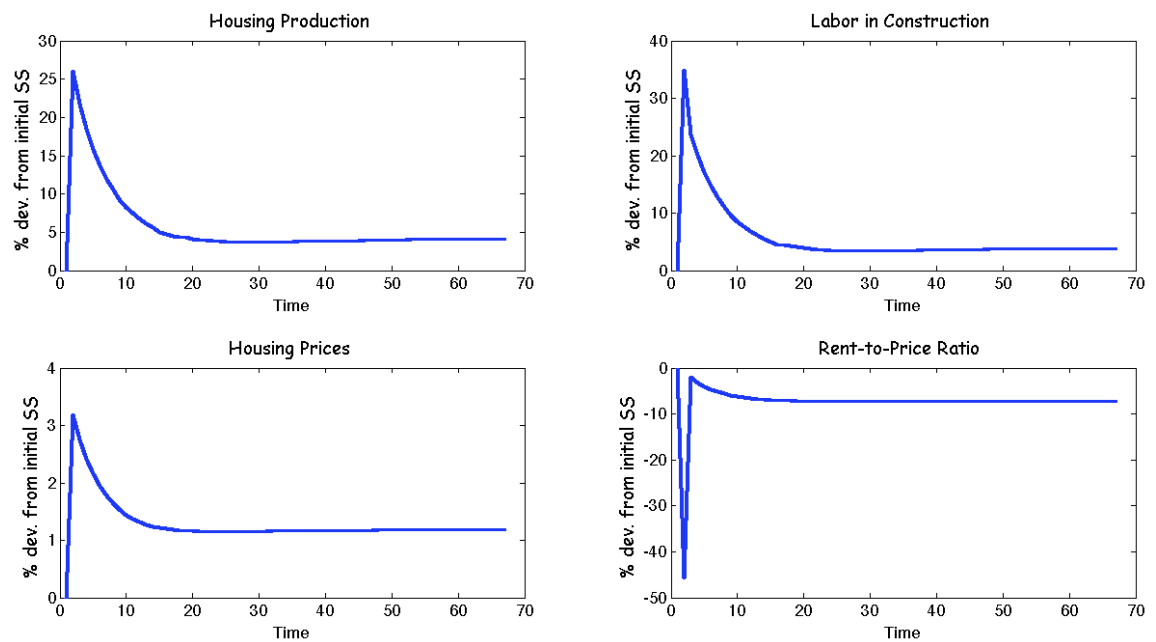 Housing Production
% dev. from initial SS
30
25
20
15
10
5
0
0 10 20 30 40 50 60 70
Time
Labor in Construction
% dev. from initial SS
40
30
20
10
0
0 10 20 30 40 50 60 70
Time
Housing Prices
% dev. from initial SS
4
3
2
1
0
0 10 20 30 40 50 60 70
Time
Rent-to-Price Ratio
% dev. from initial SS
0
-10
-20
-30
-40
-50
0 10 20 30 40 50 60 70
Time